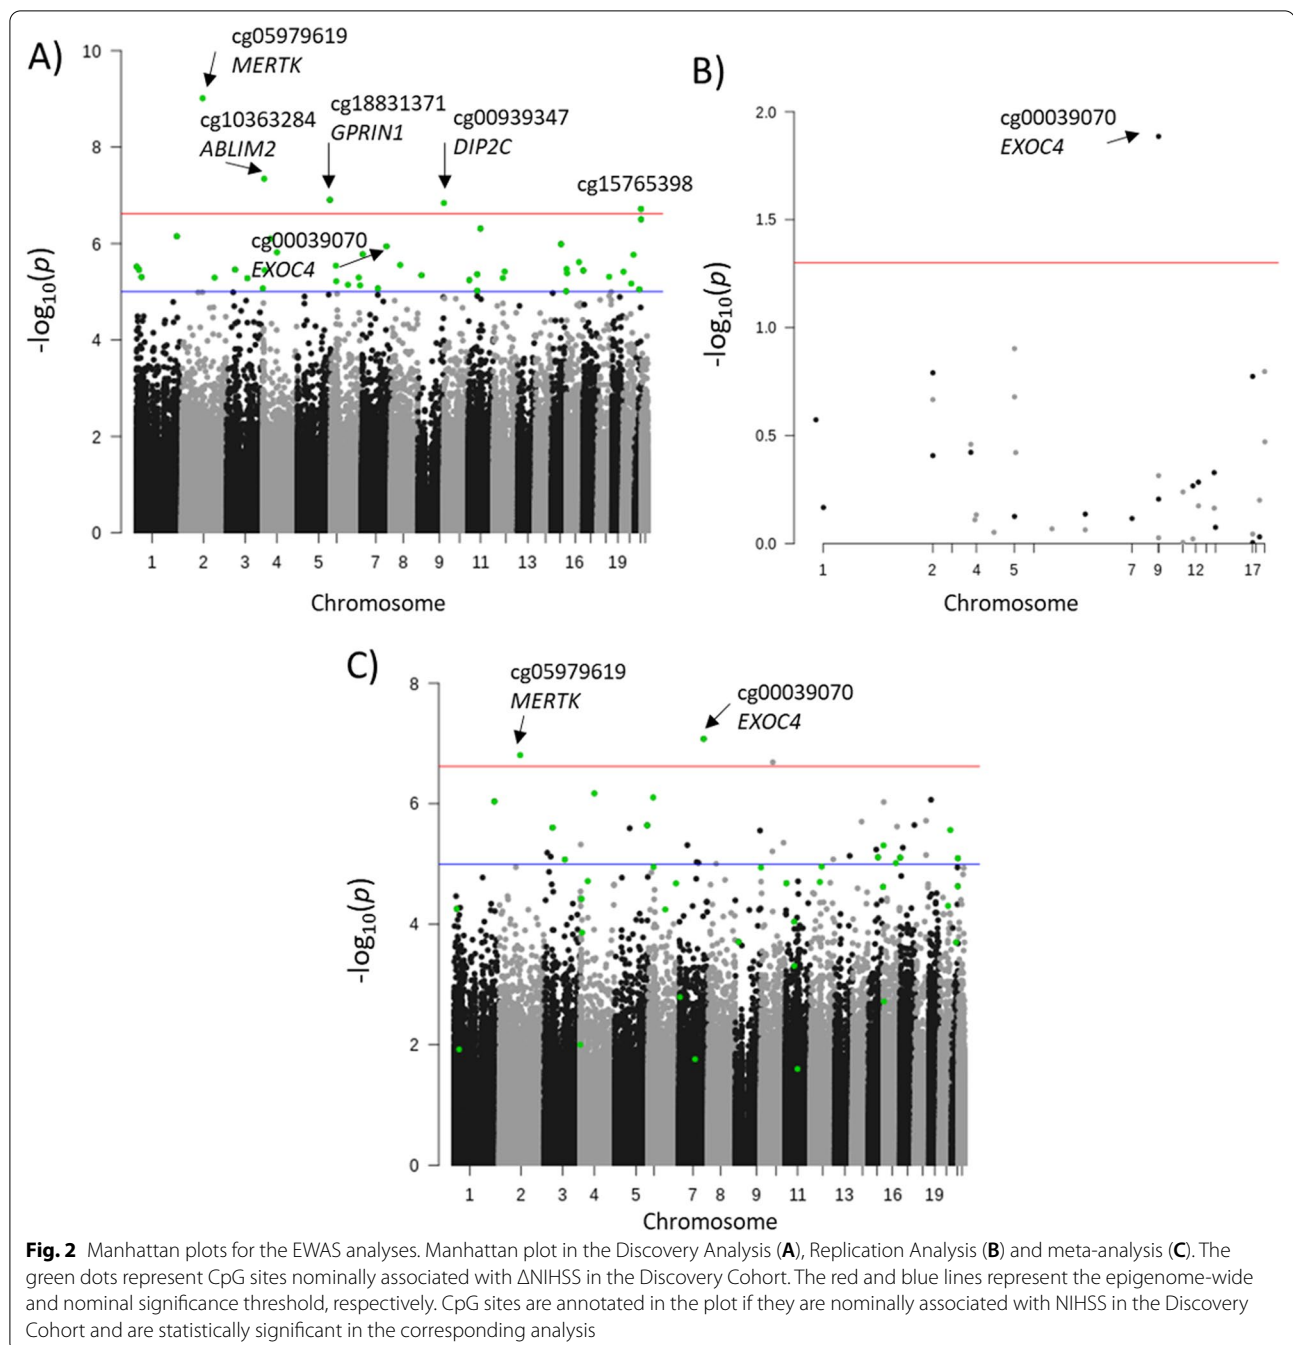 A)
cg05979619
MERTK
cg10363284
ABLIM2
cg18831371
GPRIN1
cg00939347
DIP2C
cg15765398
cg00039070
EXOC4
10
8
6
4
2
0
-log10(p)
1 2 3 4 5 6 7 8 9 11 13 16 19
Chromosome
B)
cg00039070
EXOC4
2.0
1.5
1.0
0.5
0.0
-log10(p)
1 2 4 5 7 9 12 17
Chromosome
C)
cg05979619
MERTK
cg00039070
EXOC4
8
6
4
2
0
-log10(p)
1 2 3 4 5 7 8 9 11 13 16 19
Chromosome
Fig. 2 Manhattan plots for the EWAS analyses. Manhattan plot in the Discovery Analysis (A), Replication Analysis (B) and meta-analysis (C). The
green dots represent CpG sites nominally associated with ΔNIHSS in the Discovery Cohort. The red and blue lines represent the epigenome-wide
and nominal significance threshold, respectively. CpG sites are annotated in the plot if they are nominally associated with NIHSS in the Discovery
Cohort and are statistically significant in the corresponding analysis